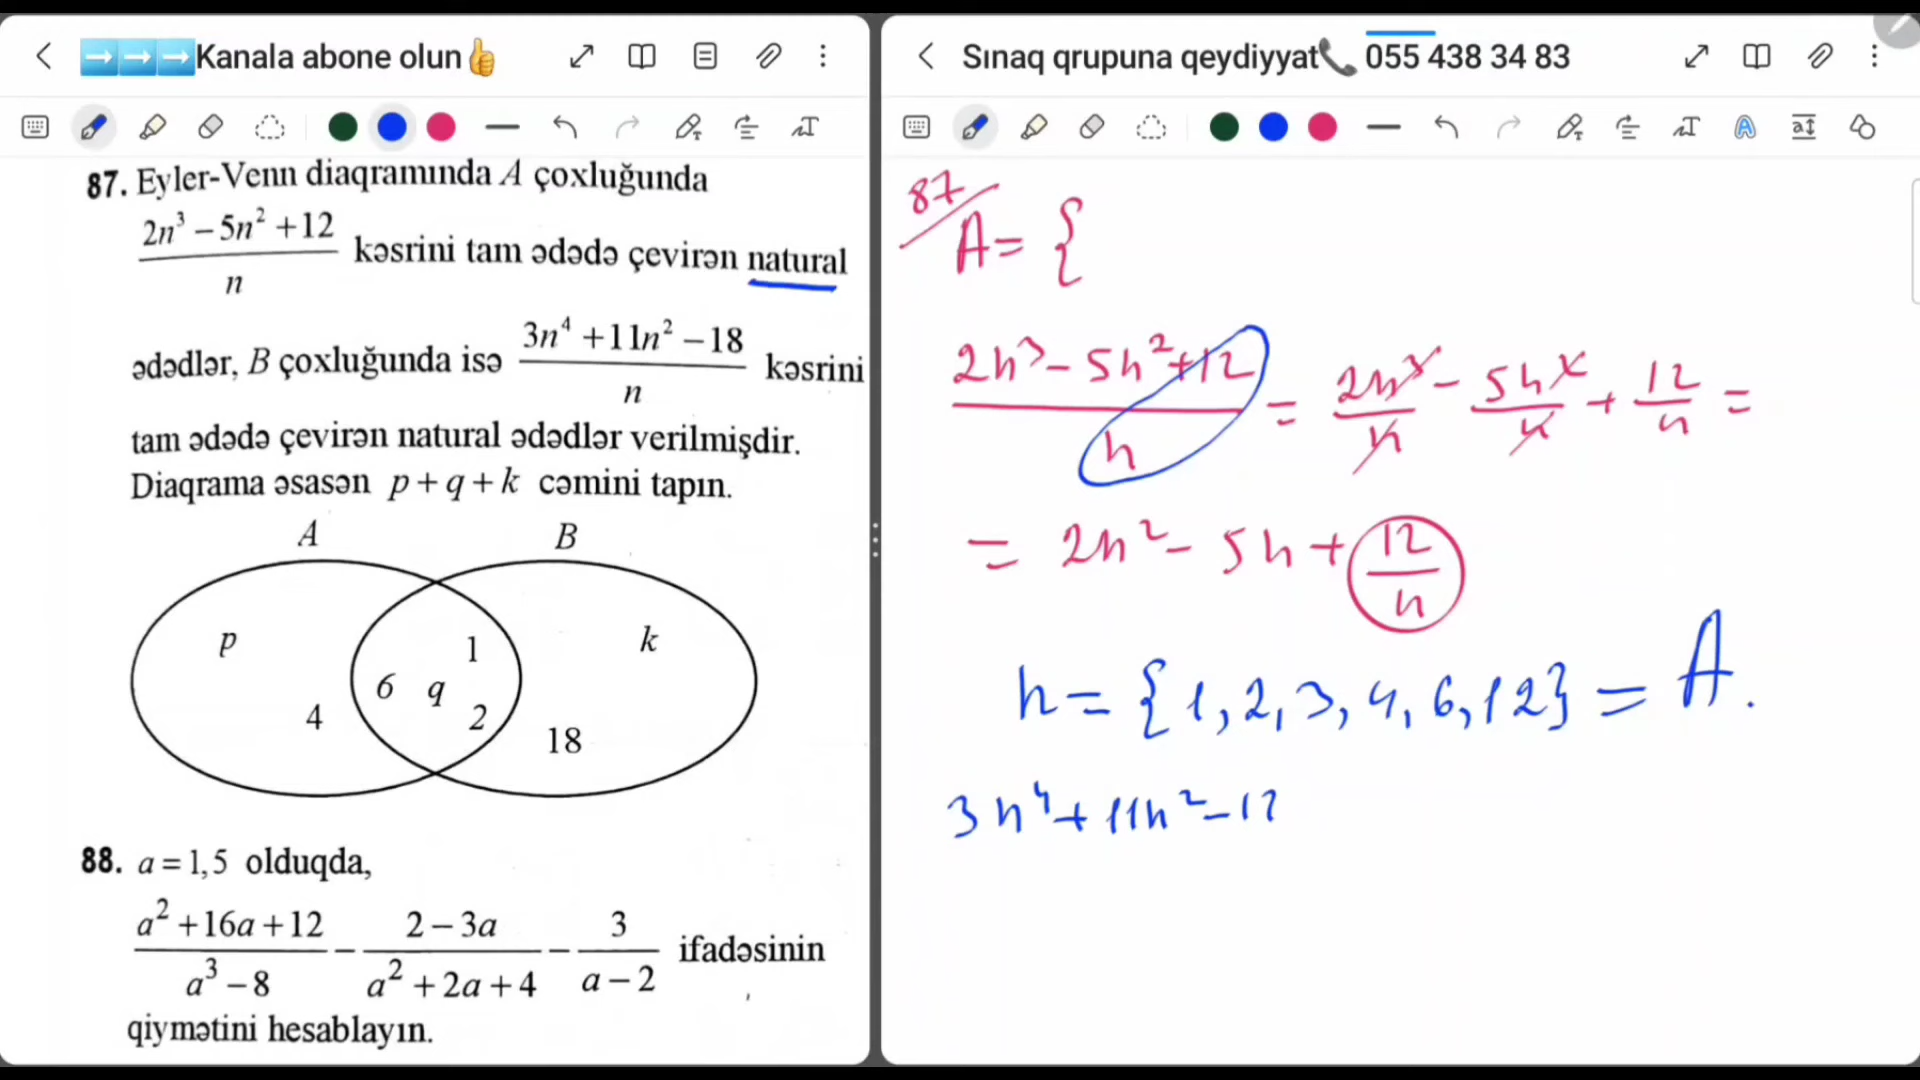 ➡➡➡Kanala abone olun👍
87. Eyler-Venn diaqramında A çoxluğunda
(2n³ − 5n² + 12)/n kəsrini tam ədədə çevirən natural
ədədlər, B çoxluğunda isə (3n⁴ + 11n² − 18)/n kəsrini
tam ədədə çevirən natural ədədlər verilmişdir.
Diaqrama əsasən p + q + k cəmini tapın.
A B
p 1 k
6 q
4 2 18
88. a = 1,5 olduqda,
(a² + 16a + 12)/(a³ − 8) − (2 − 3a)/(a² + 2a + 4) − 3/(a − 2) ifadəsinin
qiymətini hesablayın.
Sınaq qrupuna qeydiyyat📞 055 438 34 83
87
A = {
(2n³ − 5n² + 12)/n = 2n³/n − 5n²/n + 12/n =
= 2n² − 5n + 12/n
n = {1, 2, 3, 4, 6, 12} = A.
3n⁴ + 11n² − 1